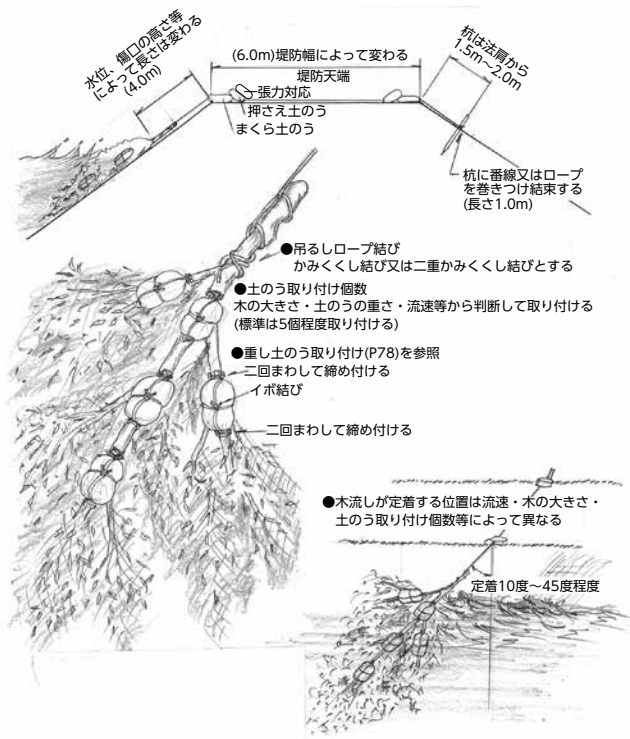 水位、傷口の高さ等
によって長さは変わる
(4.0m)
(6.0m)堤防幅によって変わる
堤防天端
張力対応
押さえ土のう
まくら土のう
杭は法肩から
1.5m〜2.0m
杭に番線又はロープ
を巻きつけ結束する
(長さ1.0m)
●吊るしロープ結び
かみくくし結び又は二重かみくくし結びとする
●土のう取り付け個数
木の大きさ・土のうの重さ・流速等から判断して取り付ける
(標準は5個程度取り付ける)
●重し土のう取り付け(P78)を参照
二回まわして締め付ける
イボ結び
二回まわして締め付ける
●木流しが定着する位置は流速・木の大きさ・
土のう取り付け個数等によって異なる
定着10度〜45度程度